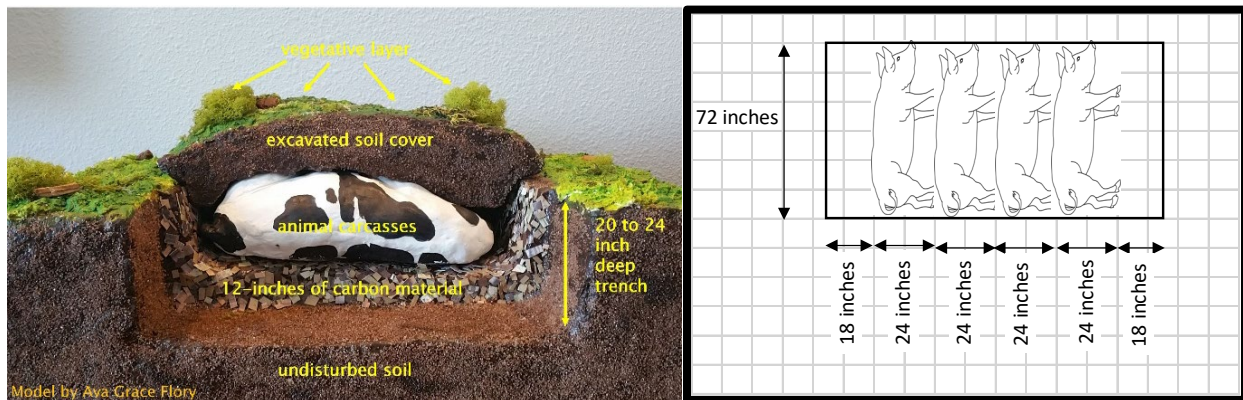 vegetative layer
excavated soil cover
animal carcasses
20 to 24
inch
deep
trench
12-inches of carbon material
undisturbed soil
Model by Aya Grace Flory
72 inches
18 inches
24 inches
24 inches
24 inches
24 inches
18 inches